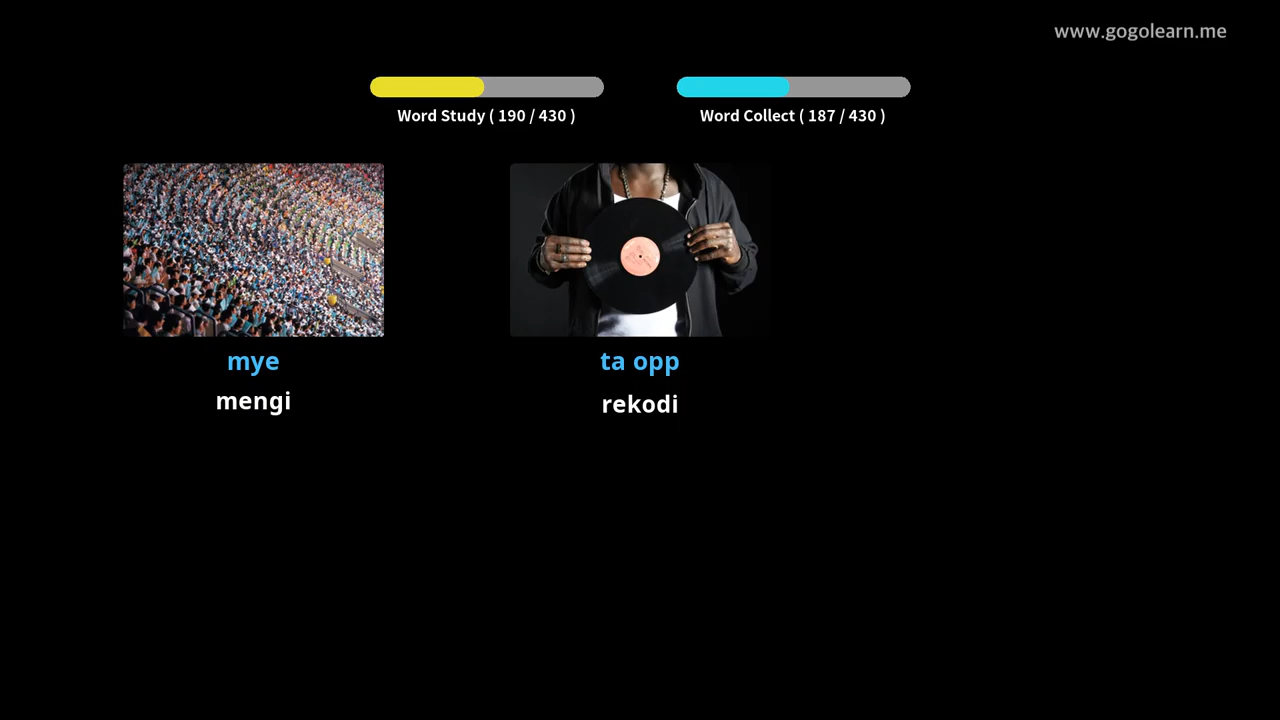 www.gogolearn.me
Word Study ( 190 / 430 )
Word Collect ( 187 / 430 )
mye
mengi
ta opp
rekodi